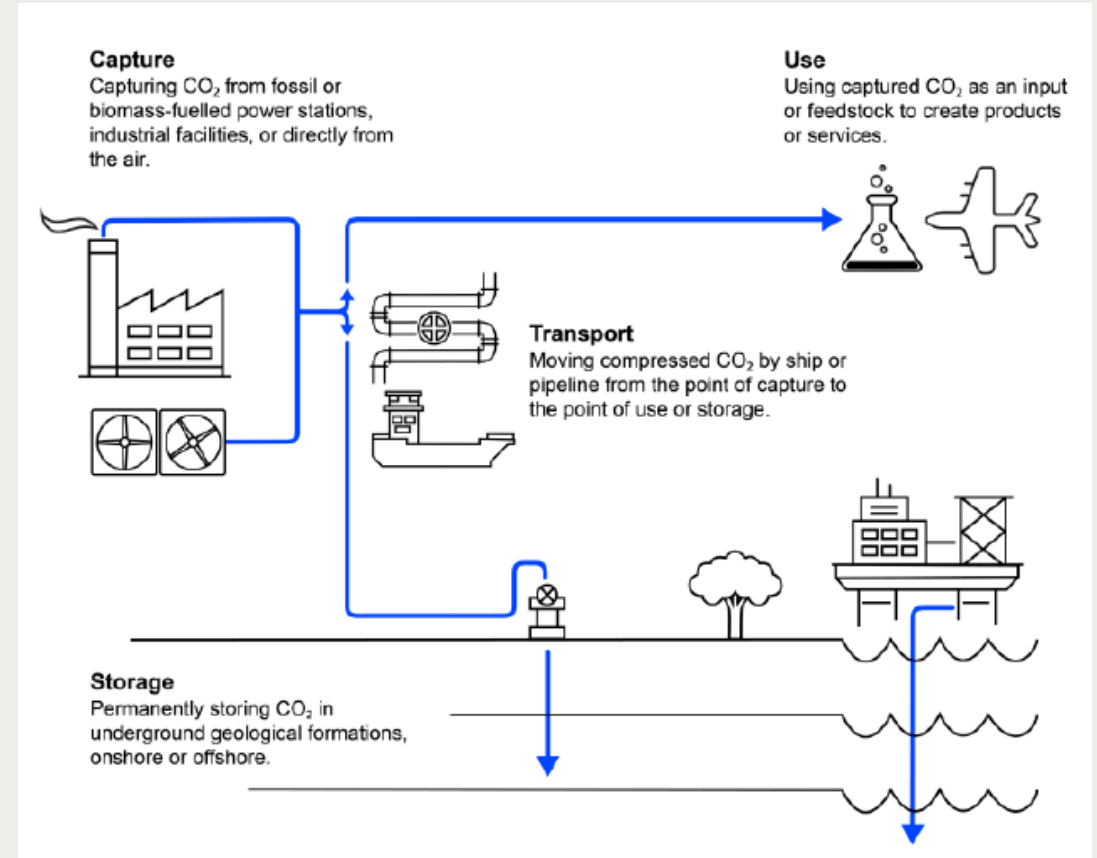 Capture
Capturing CO₂ from fossil or
biomass-fuelled power stations,
industrial facilities, or directly from
the air.
Use
Using captured CO₂ as an input
or feedstock to create products
or services.
Transport
Moving compressed CO₂ by ship or
pipeline from the point of capture to
the point of use or storage.
Storage
Permanently storing CO₂ in
underground geological formations,
onshore or offshore.